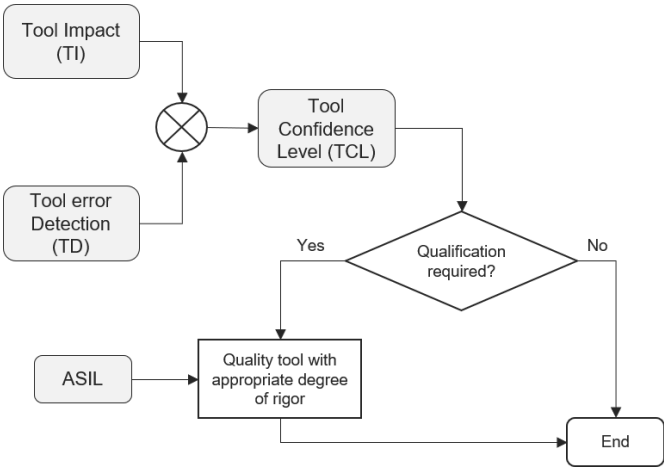 Tool Impact
(TI)
Tool
Confidence
Level (TCL)
Tool error
Detection
(TD)
Yes
Qualification
required?
No
Quality tool with
appropriate degree
of rigor
ASIL
End